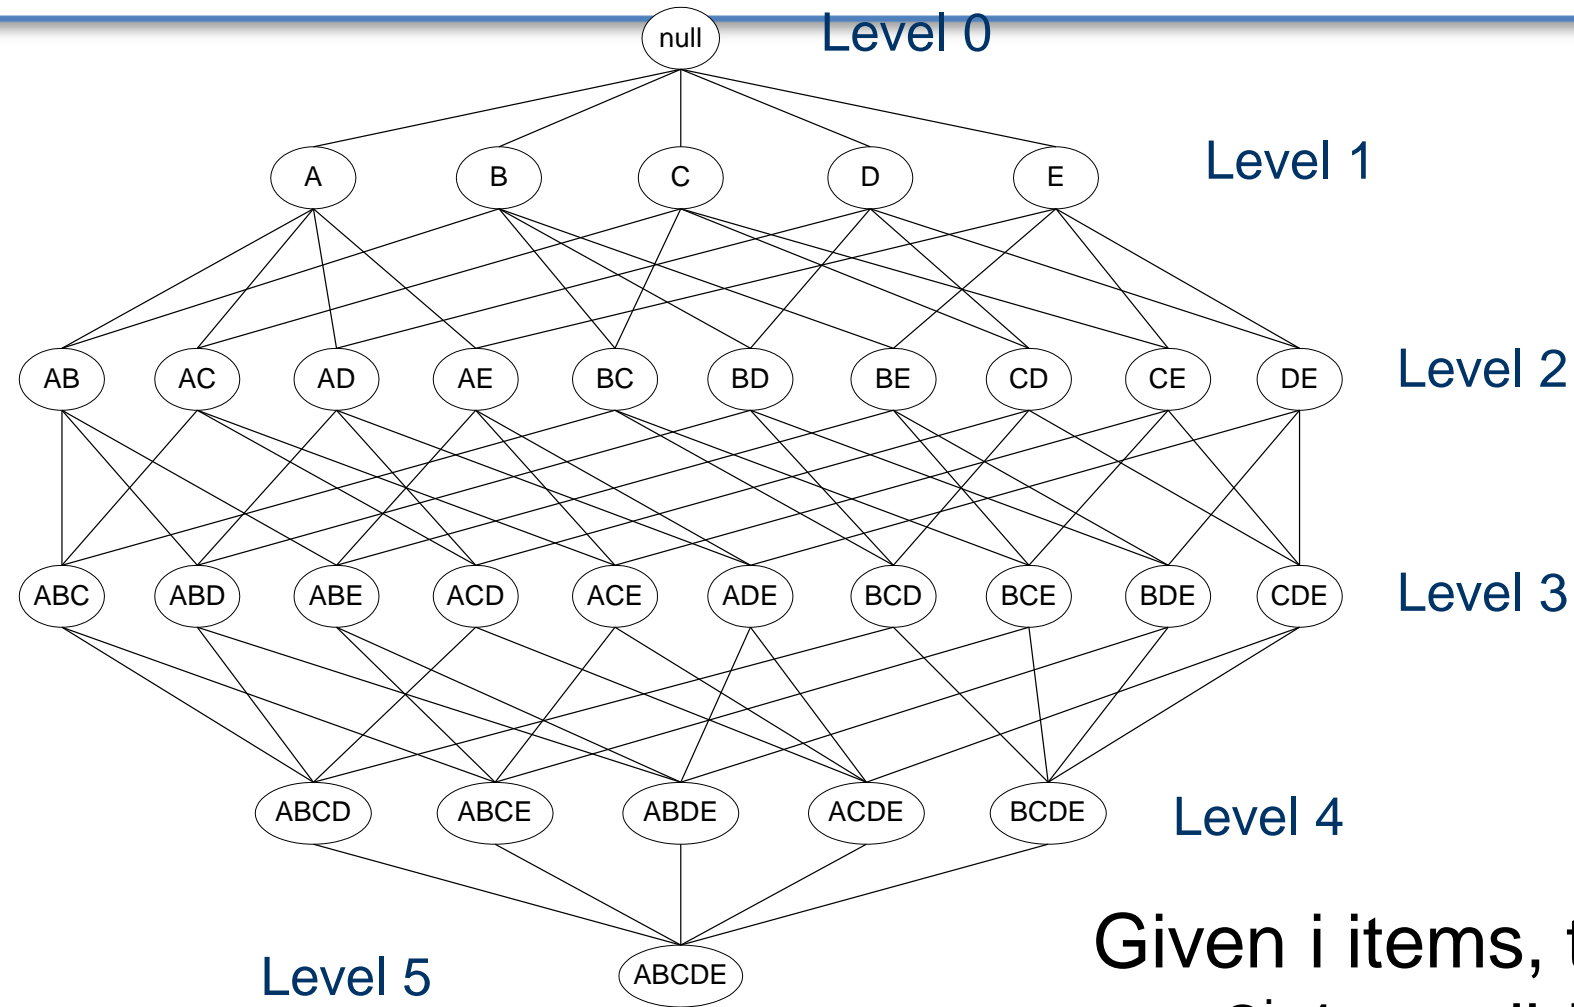 null Level 0
A B C D E Level 1
AB AC AD AE BC BD BE CD CE DE Level 2
ABC ABD ABE ACD ACE ADE BCD BCE BDE CDE Level 3
ABCD ABCE ABDE ACDE BCDE Level 4
Given i items,
Level 5 ABCDE